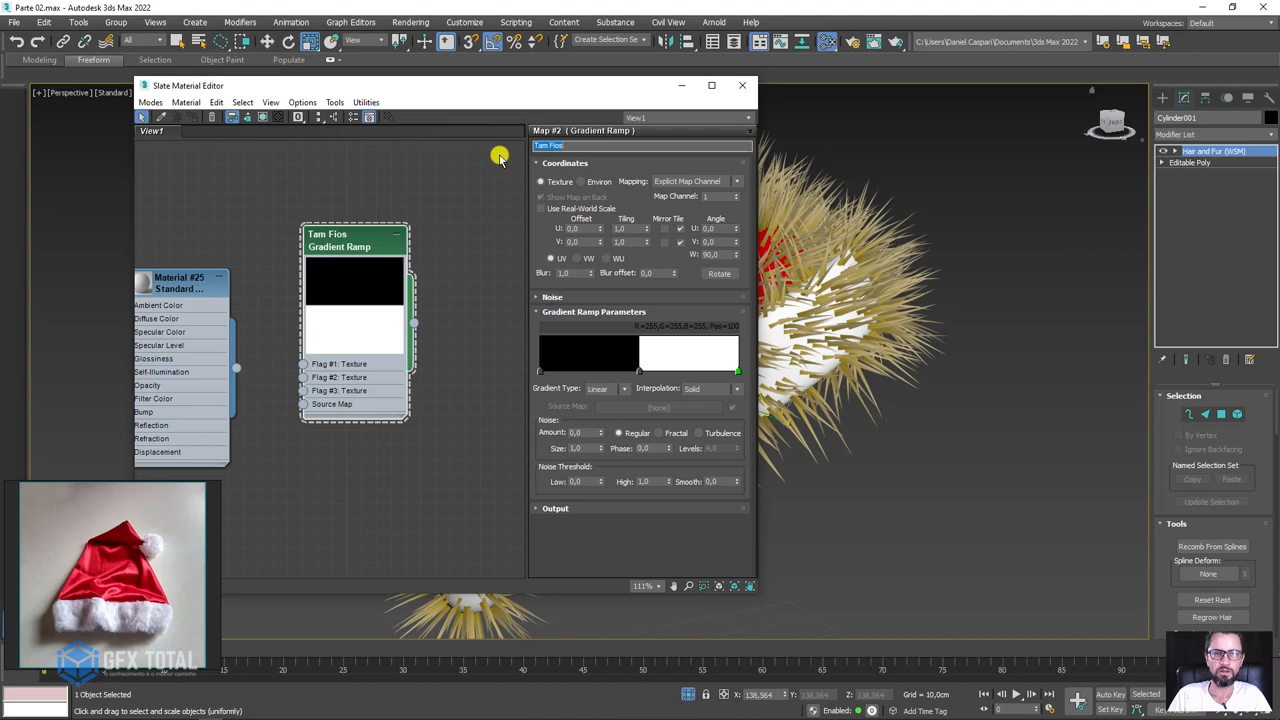 Parte 02.max - Autodesk 3ds Max 2022
File Edit Tools Group Views Create Modifiers Animation Graph Editors Rendering Customize Scripting Content Substance Civil View Arnold Help
Workspaces: Default
All View Create Selection Se C:\Users\Daniel Caspari\Documents\3ds Max 2022
Modeling Freeform Selection Object Paint Populate
[+] [Perspective] [Standard
Slate Material Editor
Modes Material Edit Select View Options Tools Utilities
View1
View1
Map #2 ( Gradient Ramp )
Tam Fios
Coordinates
Texture Environ Mapping: Explicit Map Channel
Show Map on Back Map Channel: 1
Use Real-World Scale
Offset Tiling Mirror Tile Angle
U: 0,0 1,0 U: 0,0
V: 0,0 1,0 V: 0,0
UV VW WU W: 90,0
Blur: 1,0 Blur offset: 0,0 Rotate
Noise
Gradient Ramp Parameters
R=255,G=255,B=255, Pos=100
Gradient Type: Linear Interpolation: Solid
Source Map: (None)
Noise:
Amount: 0,0 Regular Fractal Turbulence
Size: 1,0 Phase: 0,0 Levels: 4,0
Noise Threshold:
Low: 0,0 High: 1,0 Smooth: 0,0
Output
111%
Tam Fios
Gradient Ramp
Flag #1: Texture
Flag #2: Texture
Flag #3: Texture
Source Map
Material #25
Standard ...
Ambient Color
Diffuse Color
Specular Color
Specular Level
Glossiness
Self-Illumination
Opacity
Filter Color
Bump
Reflection
Refraction
Displacement
FRONT
Cylinder001
Modifier List
Hair and Fur (WSM)
Editable Poly
Selection
By Vertex
Ignore Backfacing
Named Selection Set
Copy Paste
Update Selection
Tools
Recomb From Splines
Spline Deform:
None X
Reset Rest
Regrow Hair
GFX TOTAL
o conhecimento é o melhor caminho
15 20 25 30 35 40 45 50 55 60 65 70 75 80 85 90
1 Object Selected
Click and drag to select and scale objects (uniformly)
X: 138,564 Y: 138,564 Z: 138,564 Grid = 10,0cm
Enabled: Add Time Tag
0
Auto Key Selected
Set Key